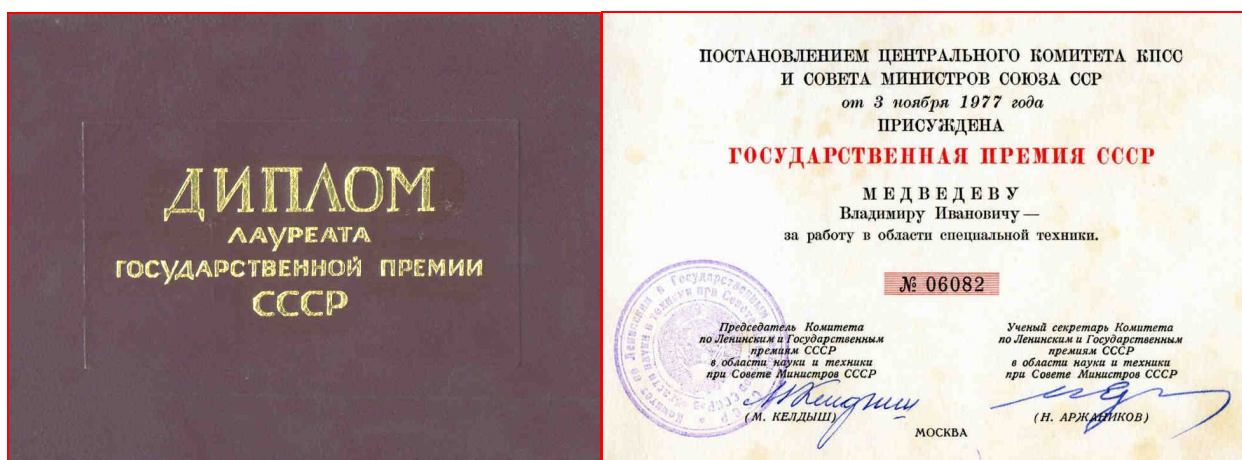 ДИПЛОМ
ЛАУРЕАТА
ГОСУДАРСТВЕННОЙ ПРЕМИИ
СССР
ПОСТАНОВЛЕНИЕМ ЦЕНТРАЛЬНОГО КОМИТЕТА КПСС
И СОВЕТА МИНИСТРОВ СОЮЗА ССР
от 3 ноября 1977 года
ПРИСУЖДЕНА
ГОСУДАРСТВЕННАЯ ПРЕМИЯ СССР
МЕДВЕДЕВУ
Владимиру Ивановичу —
за работу в области специальной техники.
№ 06082
Председатель Комитета
по Ленинским и Государственным
премиям СССР
в области науки и техники
при Совете Министров СССР
(М. КЕЛДЫШ)
Ученый секретарь Комитета
по Ленинским и Государственным
премиям СССР
в области науки и техники
при Совете Министров СССР
(Н. АРЖАНИКОВ)
МОСКВА